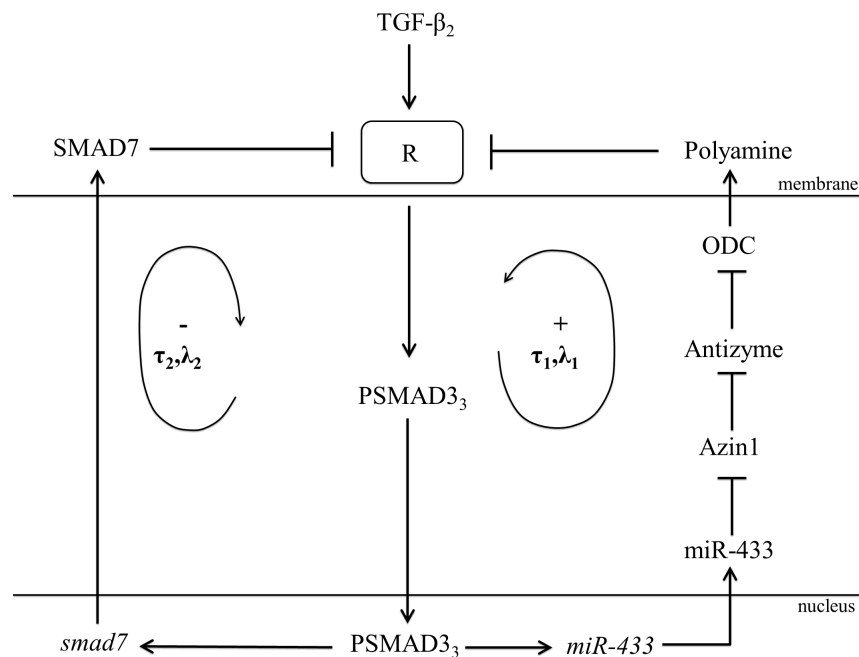 TGF-β₂
SMAD7
R
Polyamine
membrane
ODC
-
τ₂,λ₂
+
τ₁,λ₁
Antizyme
PSMAD3₃
Azin1
miR-433
nucleus
smad7
PSMAD3₃
miR-433